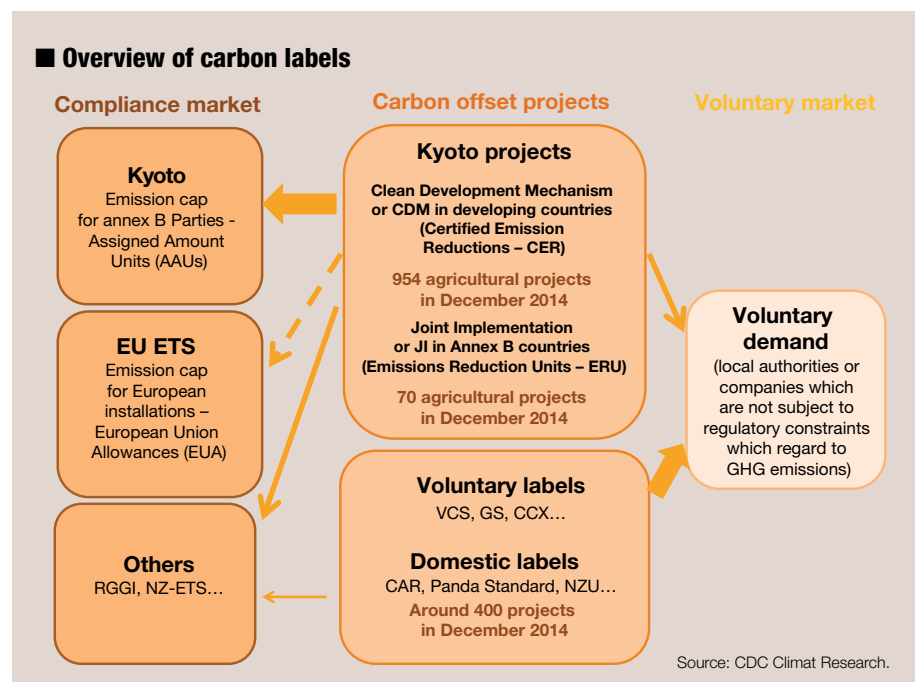 ■ Overview of carbon labels
Compliance market
Carbon offset projects
Voluntary market
Kyoto
Emission cap
for annex B Parties -
Assigned Amount
Units (AAUs)
EU ETS
Emission cap
for European
installations –
European Union
Allowances (EUA)
Others
RGGI, NZ-ETS...
Kyoto projects
Clean Development Mechanism
or CDM in developing countries
(Certified Emission
Reductions – CER)
954 agricultural projects
in December 2014
Joint Implementation
or JI in Annex B countries
(Emissions Reduction Units – ERU)
70 agricultural projects
in December 2014
Voluntary labels
VCS, GS, CCX...
Domestic labels
CAR, Panda Standard, NZU...
Around 400 projects
in December 2014
Voluntary
demand
(local authorities or
companies which
are not subject to
regulatory constraints
which regard to
GHG emissions)
Source: CDC Climat Research.